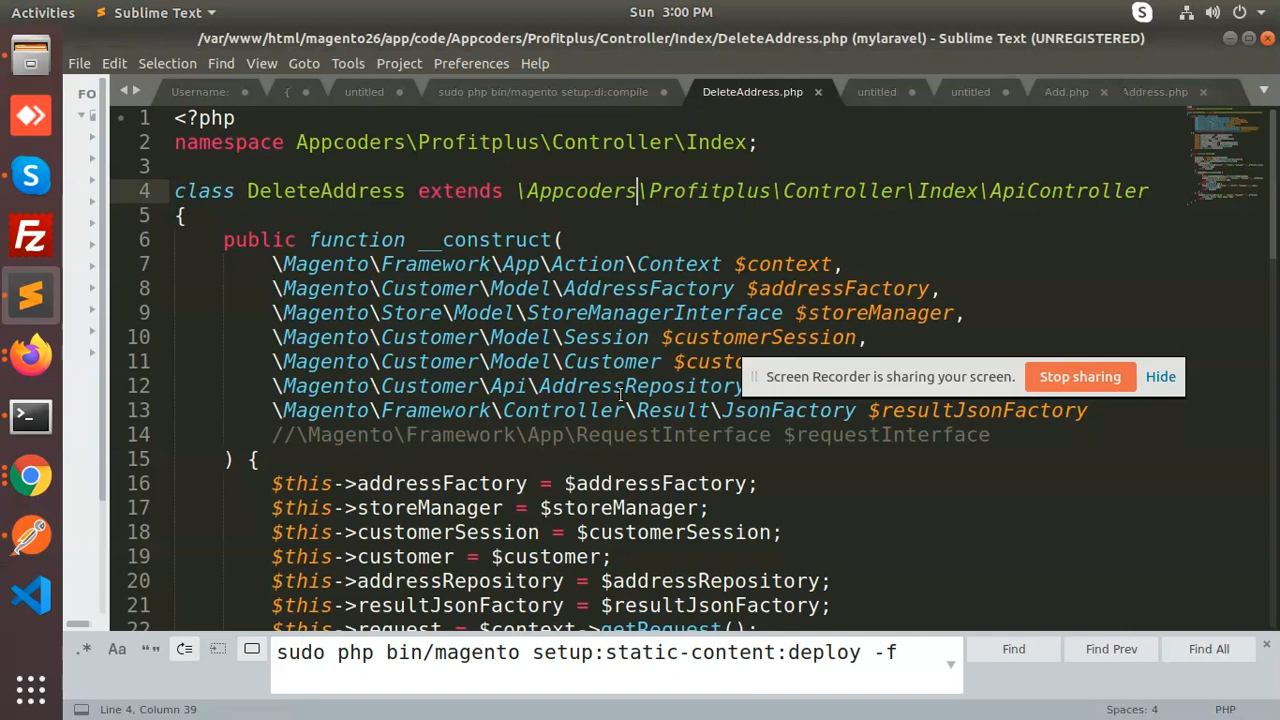 Activities Sublime Text Sun 3:00 PM
/var/www/html/magento26/app/code/Appcoders/Profitplus/Controller/Index/DeleteAddress.php (mylaravel) - Sublime Text (UNREGISTERED)
File Edit Selection Find View Goto Tools Project Preferences Help
FO
Username: { untitled sudo php bin/magento setup:di:compile DeleteAddress.php untitled untitled Add.php Address.php
1 <?php
2 namespace Appcoders\Profitplus\Controller\Index;
3
4 class DeleteAddress extends \Appcoders\Profitplus\Controller\Index\ApiController
5 {
6 public function __construct(
7 \Magento\Framework\App\Action\Context $context,
8 \Magento\Customer\Model\AddressFactory $addressFactory,
9 \Magento\Store\Model\StoreManagerInterface $storeManager,
10 \Magento\Customer\Model\Session $customerSession,
11 \Magento\Customer\Model\Customer $custo
12 \Magento\Customer\Api\AddressRepository
Screen Recorder is sharing your screen. Stop sharing Hide
13 \Magento\Framework\Controller\Result\JsonFactory $resultJsonFactory
14 //\Magento\Framework\App\RequestInterface $requestInterface
15 ) {
16 $this->addressFactory = $addressFactory;
17 $this->storeManager = $storeManager;
18 $this->customerSession = $customerSession;
19 $this->customer = $customer;
20 $this->addressRepository = $addressRepository;
21 $this->resultJsonFactory = $resultJsonFactory;
22 $this->request = $context->getRequest();
.* Aa “” sudo php bin/magento setup:static-content:deploy -f Find Find Prev Find All
Line 4, Column 39 Spaces: 4 PHP